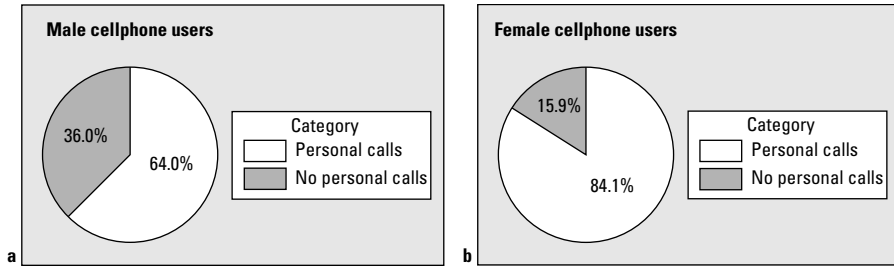 Male cellphone users
36.0%
64.0%
Category
Personal calls
No personal calls
a
Female cellphone users
15.9%
84.1%
Category
Personal calls
No personal calls
b